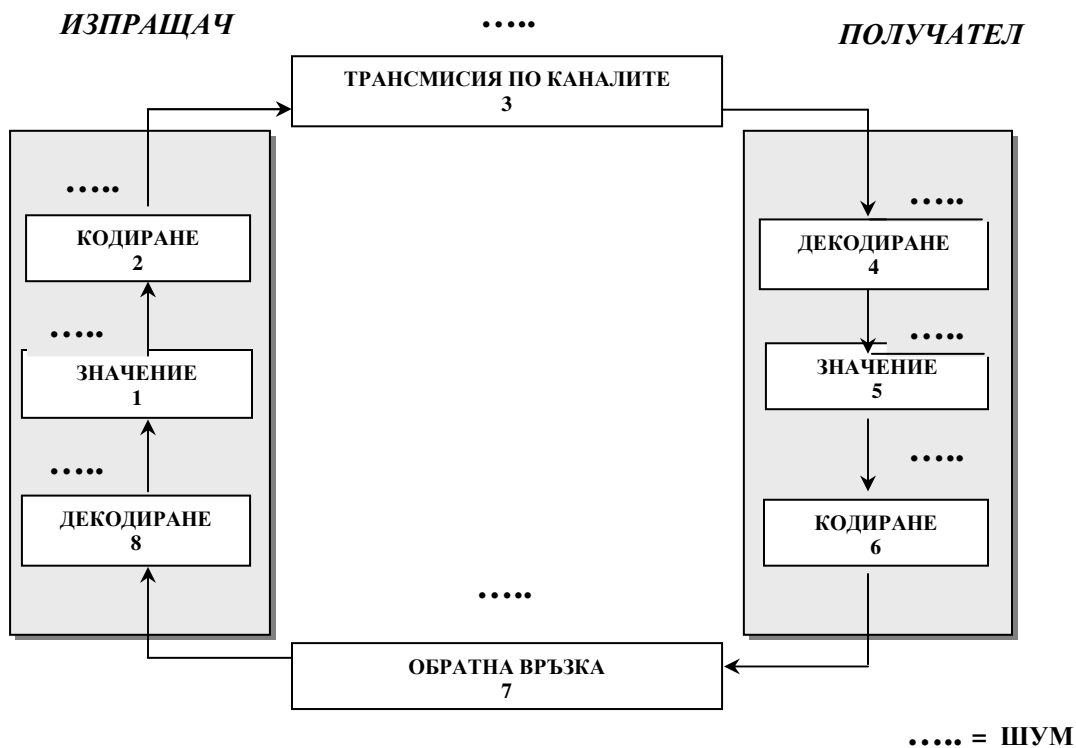 ИЗПРАЩАЧ
…..
ПОЛУЧАТЕЛ
ТРАНСМИСИЯ ПО КАНАЛИТЕ
3
…..
КОДИРАНЕ
2
…..
ЗНАЧЕНИЕ
1
…..
ДЕКОДИРАНЕ
8
…..
ДЕКОДИРАНЕ
4
…..
ЗНАЧЕНИЕ
5
…..
КОДИРАНЕ
6
…..
ОБРАТНА ВРЪЗКА
7
….. = ШУМ